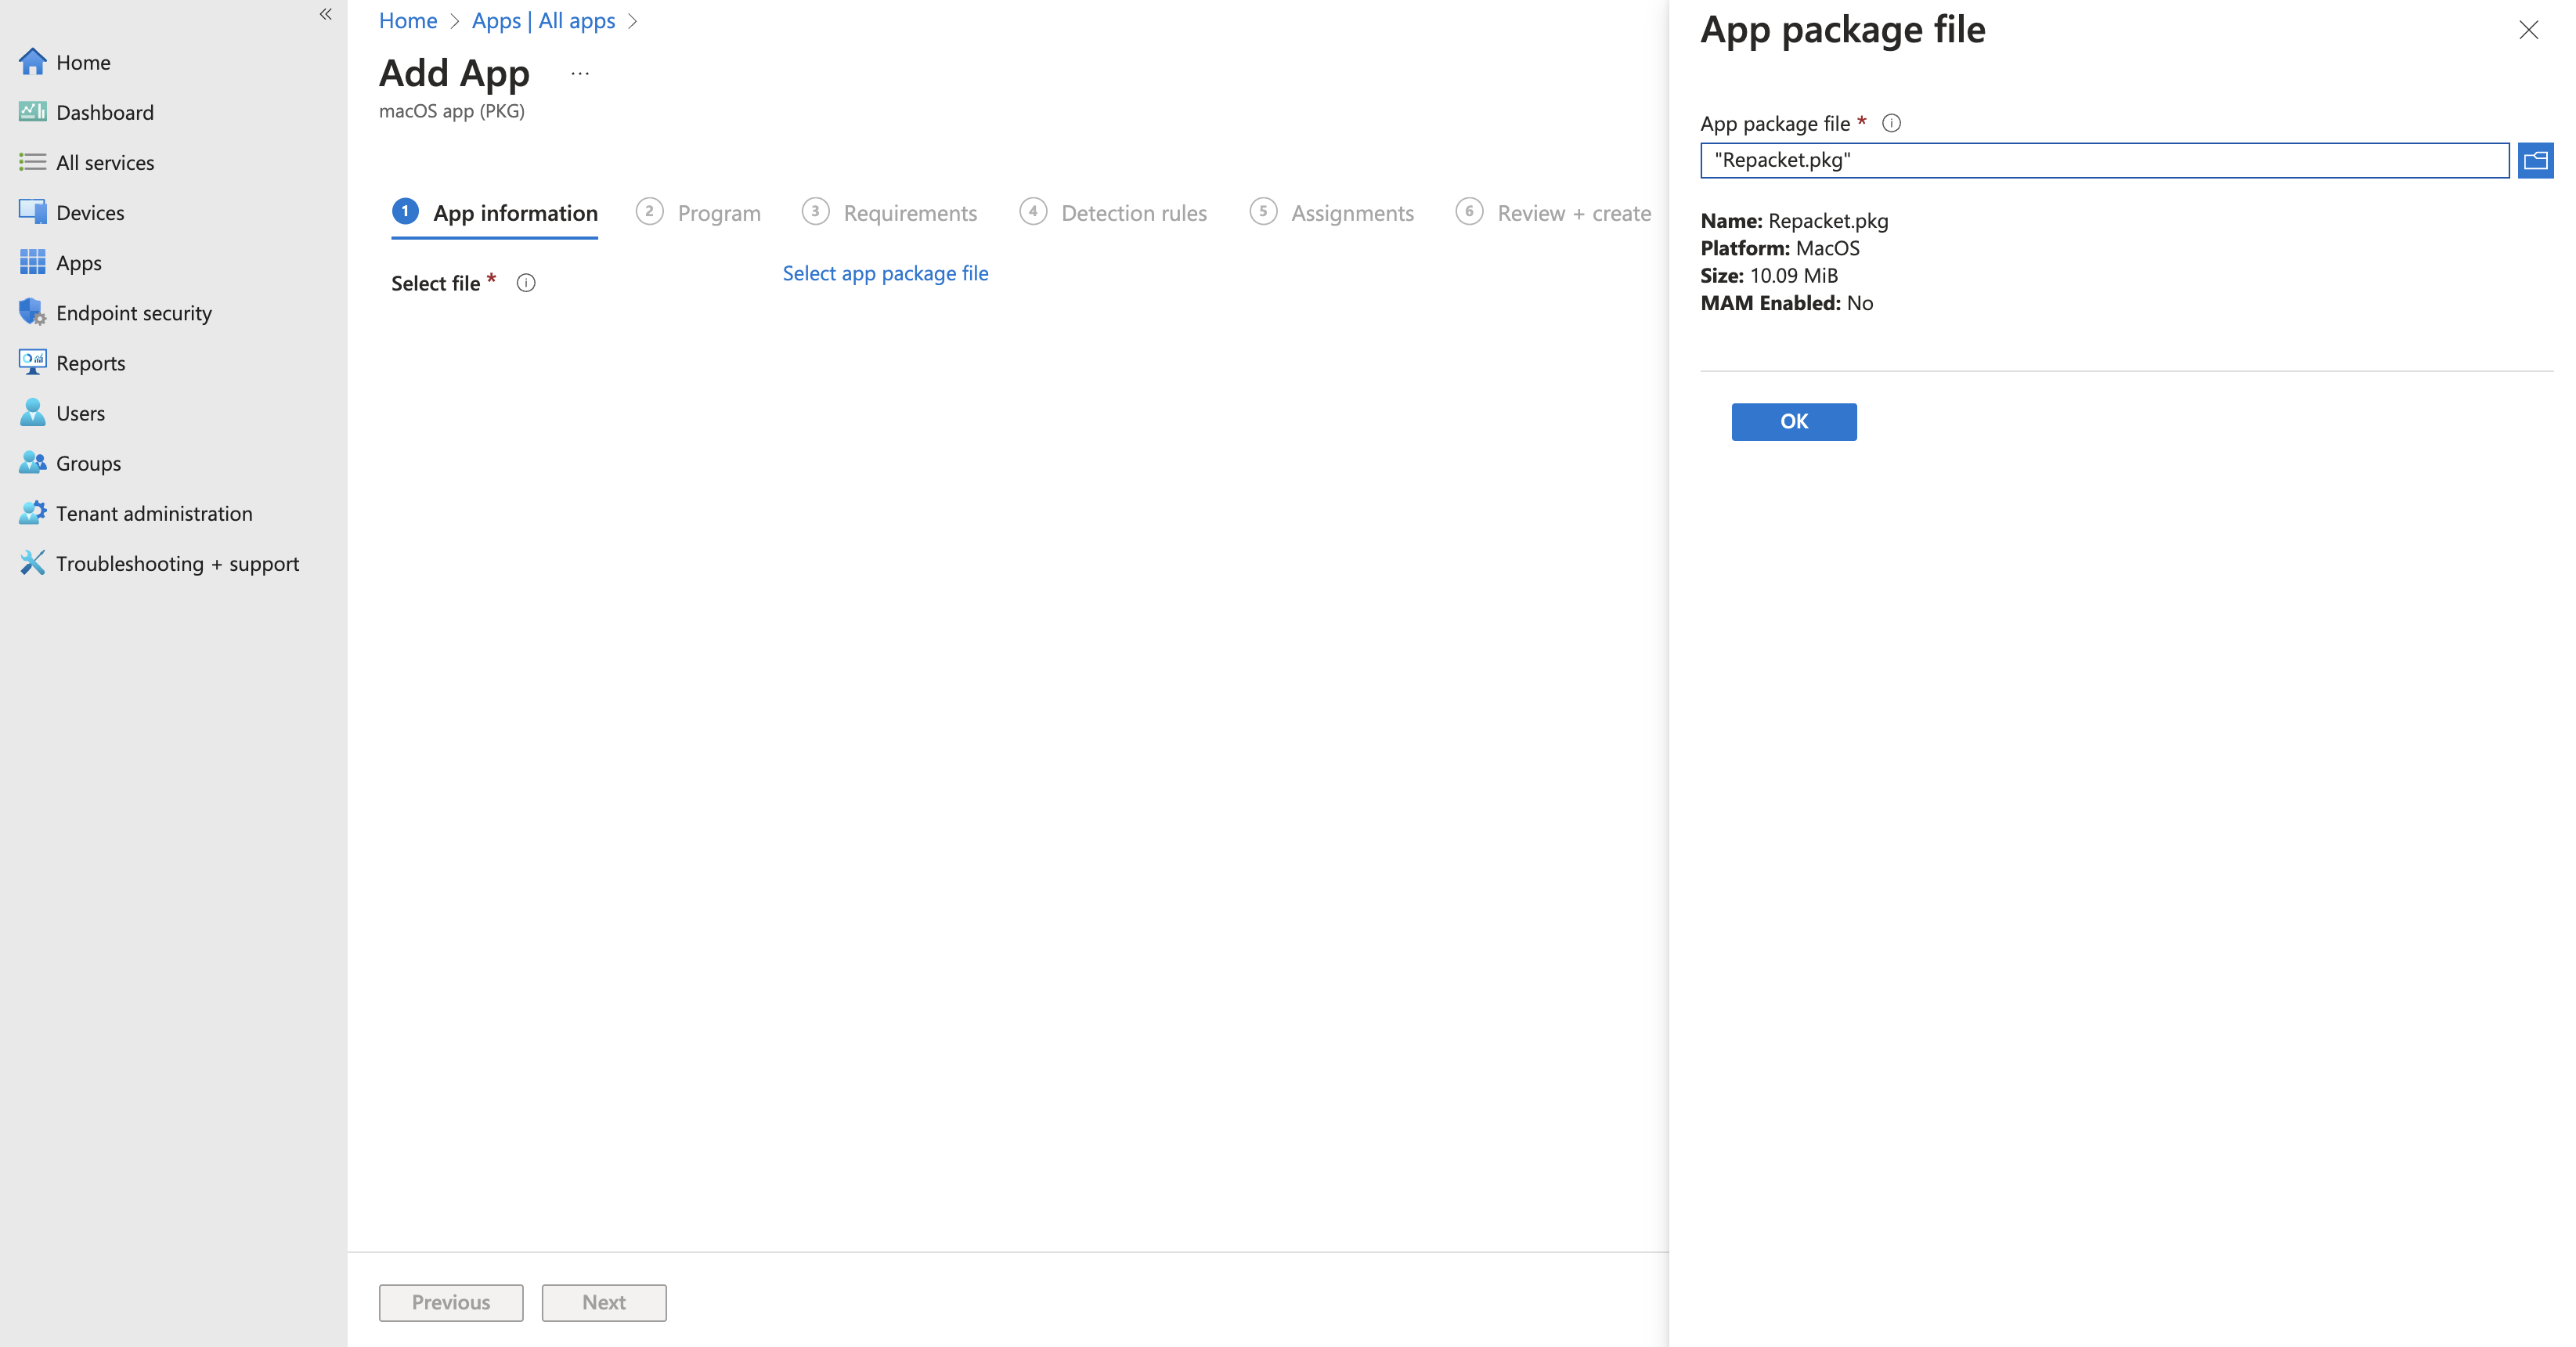 «
Home
Dashboard
All services
Devices
Apps
Endpoint security
Reports
Users
Groups
Tenant administration
Troubleshooting + support
Home > Apps | All apps >
Add App ...
macOS app (PKG)
1 App information 2 Program 3 Requirements 4 Detection rules 5 Assignments 6 Review + create
Select file * Select app package file
Previous Next
App package file
App package file *
"Repacket.pkg"
Name: Repacket.pkg
Platform: MacOS
Size: 10.09 MiB
MAM Enabled: No
OK